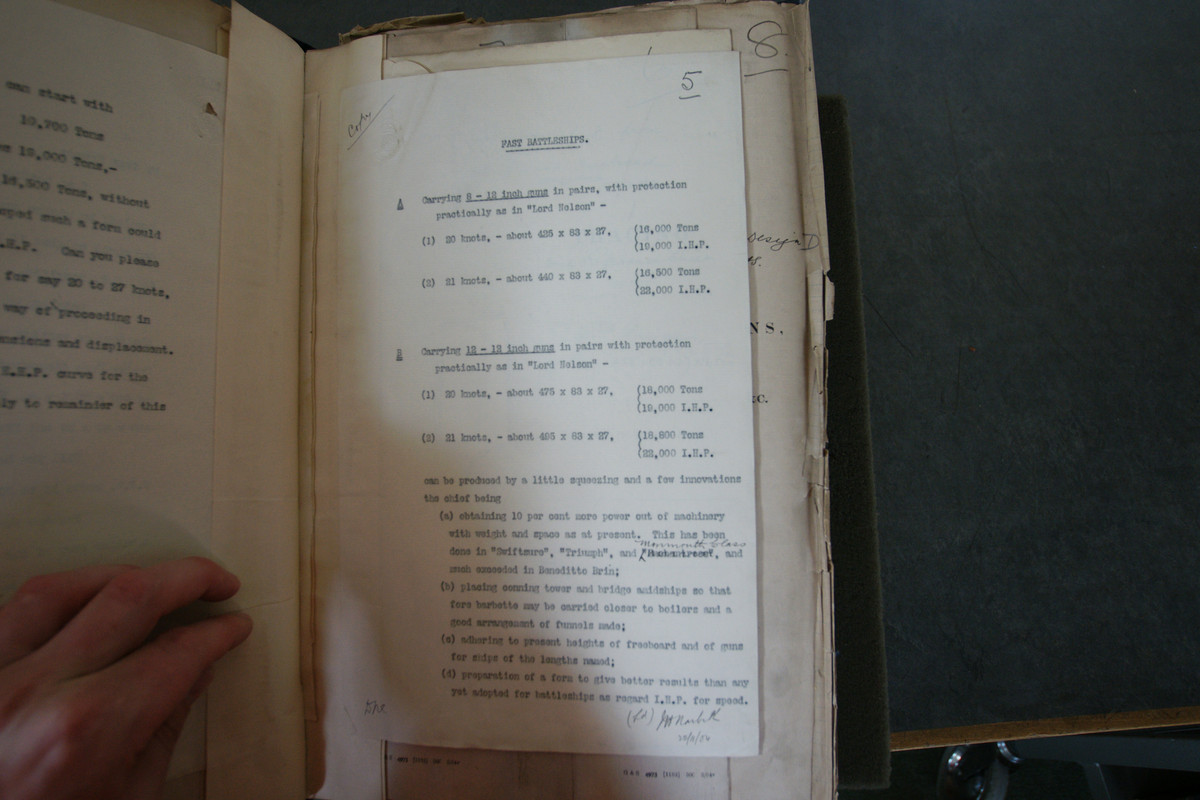 can start with
10,700 Tons
19,000 Tons,-
16,500 Tons, without
such a form could
I.H.P. Can you please
for say 20 to 27 knots,
way of proceeding in
and displacement.
E.H.P. curve for the
to remainder of this
8.
Copy
5
FAST BATTLESHIPS.
A Carrying 8 - 12 inch guns in pairs, with protection
practically as in "Lord Nelson" -
(1) 20 knots, - about 425 x 83 x 27, {16,000 Tons
{19,000 I.H.P.
(2) 21 knots, - about 440 x 83 x 27, {16,500 Tons
{22,000 I.H.P.
B Carrying 12 - 12 inch guns in pairs with protection
practically as in "Lord Nelson" -
(1) 20 knots, - about 475 x 83 x 27, {18,000 Tons
{19,000 I.H.P.
(2) 21 knots, - about 495 x 83 x 27, {18,800 Tons
{22,000 I.H.P.
can be produced by a little squeezing and a few innovations
the chief being
(a) obtaining 10 per cent more power out of machinery
with weight and space as at present. This has been
Monmouth Class
done in "Swiftsure", "Triumph", and "Bacchantes", and
much exceeded in Beneditto Brin;
(b) placing conning tower and bridge amidships so that
fore barbette may be carried closer to boilers and a
good arrangement of funnels made;
(c) adhering to present heights of freeboard and of guns
for ships of the lengths named;
(d) preparation of a form to give better results than any
yet adopted for battleships as regard I.H.P. for speed.
Design D
NS.